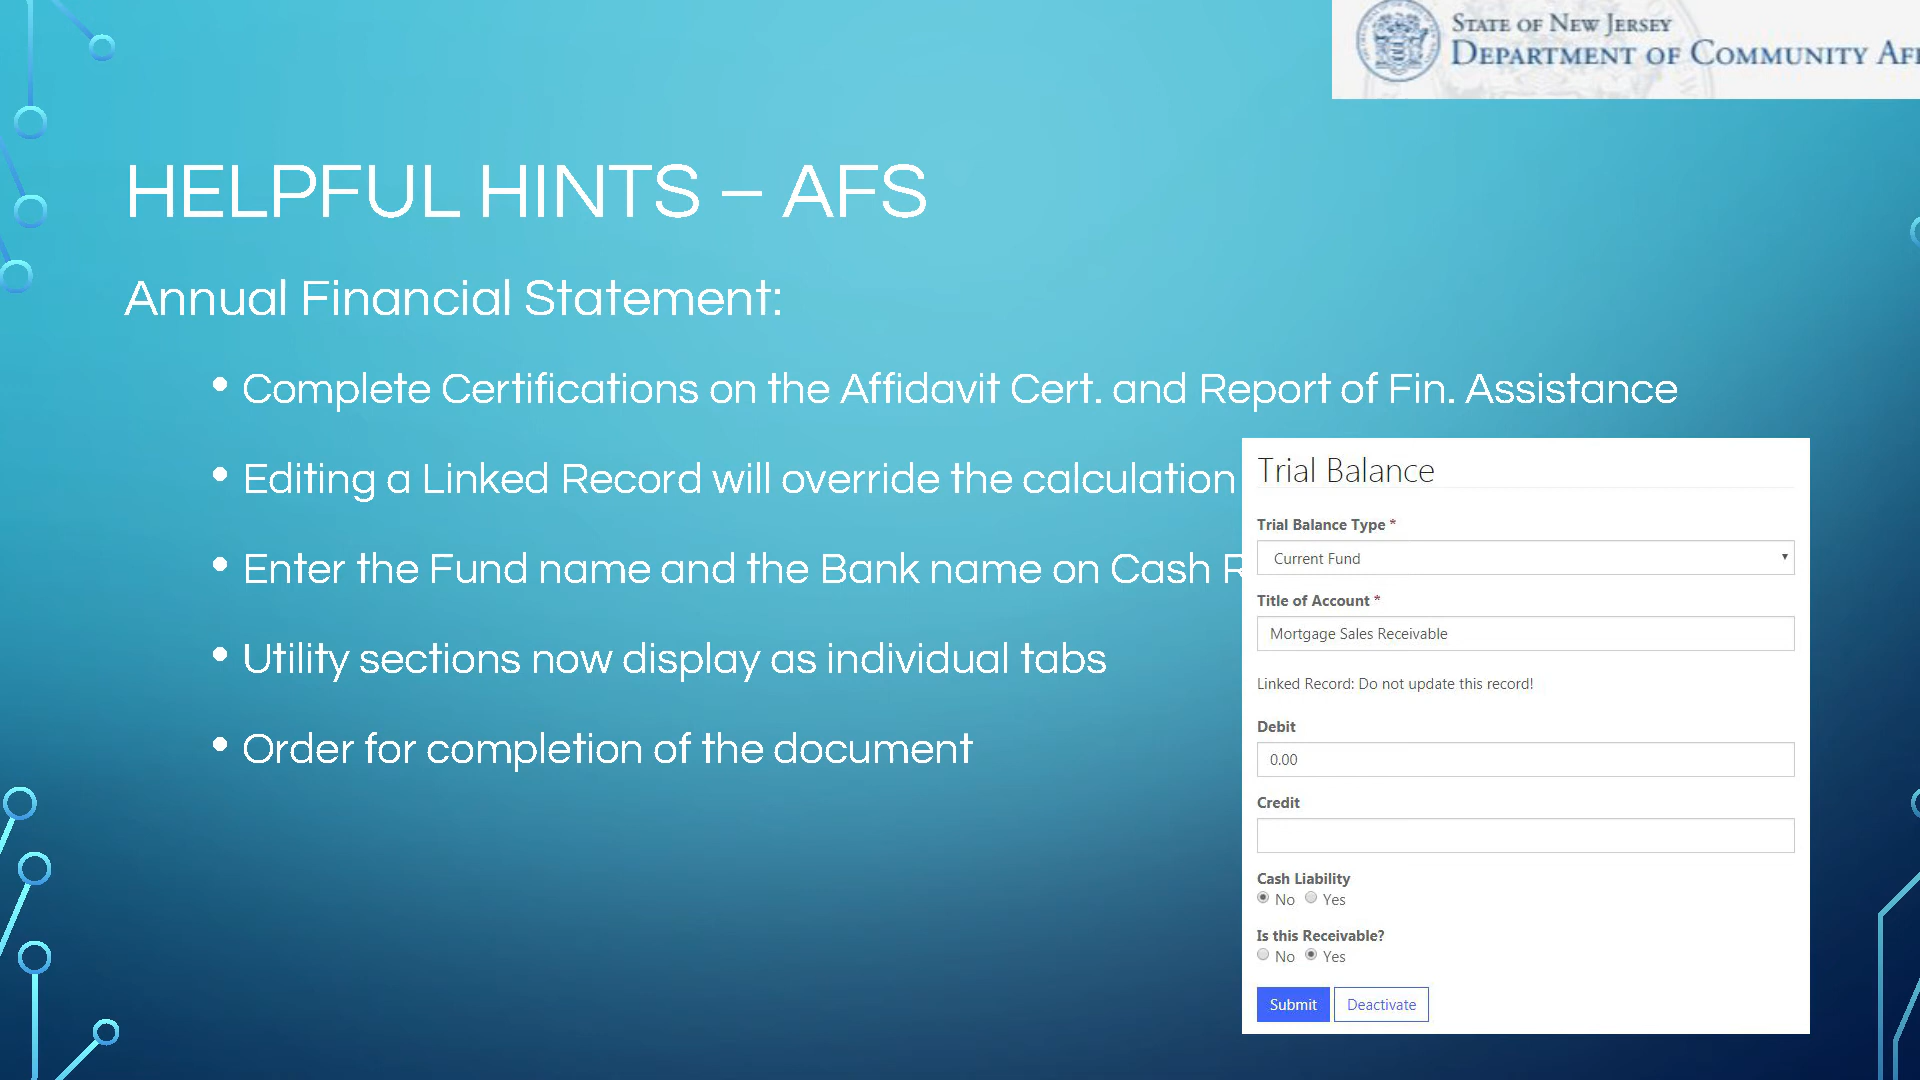 STATE OF NEW JERSEY
DEPARTMENT OF COMMUNITY
HELPFUL HINTS – AFS
Annual Financial Statement:
• Complete Certifications on the Affidavit Cert. and Report of Fin. Assistance
• Editing a Linked Record will override the calculation
• Enter the Fund name and the Bank name on Cash
• Utility sections now display as individual tabs
• Order for completion of the document
Trial Balance
Trial Balance Type *
Current Fund
Title of Account *
Mortgage Sales Receivable
Linked Record: Do not update this record!
Debit
0.00
Credit
Cash Liability
No Yes
Is this Receivable?
No Yes
Submit Deactivate